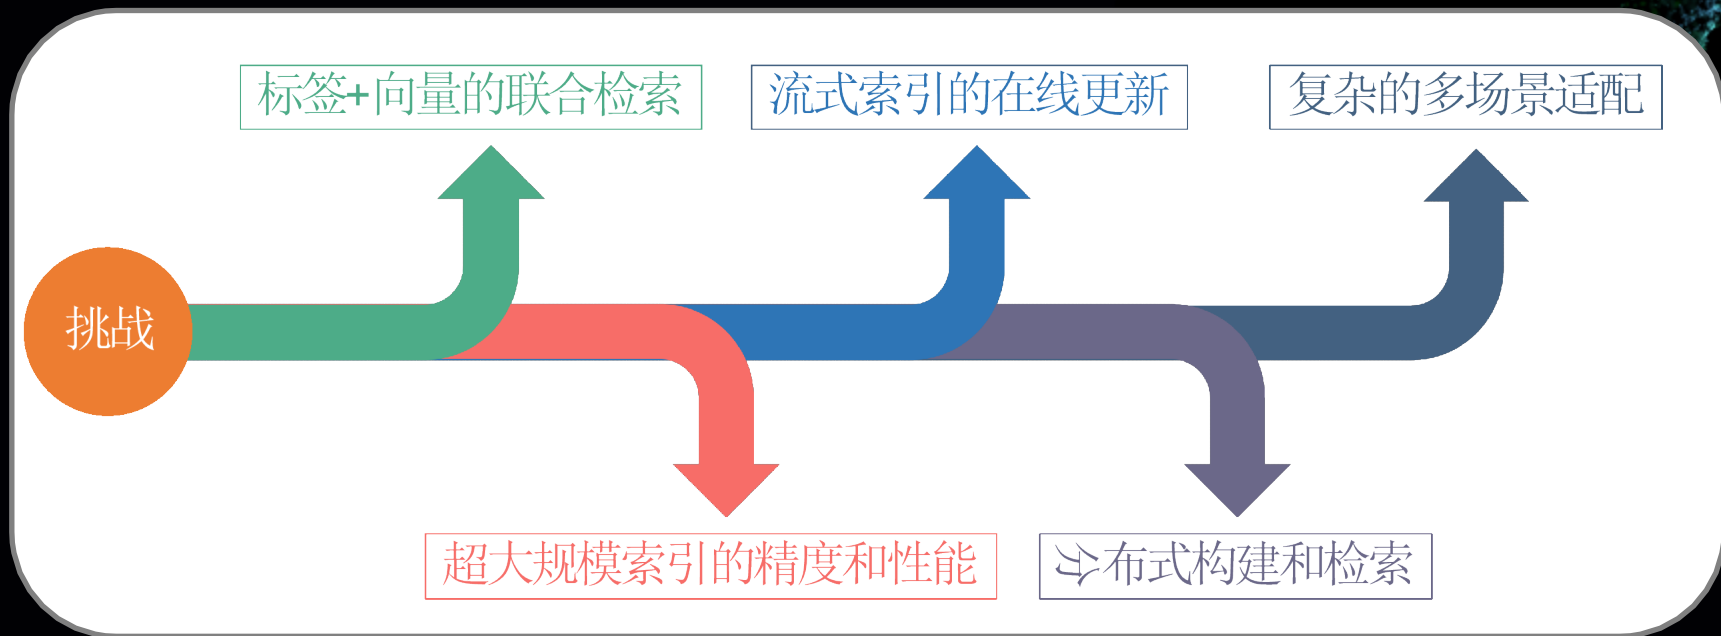 标签+向量的联合检索
流式索引的在线更新
复杂的多场景适配
挑战
超大规模索引的精度和性能
分布式构建和检索